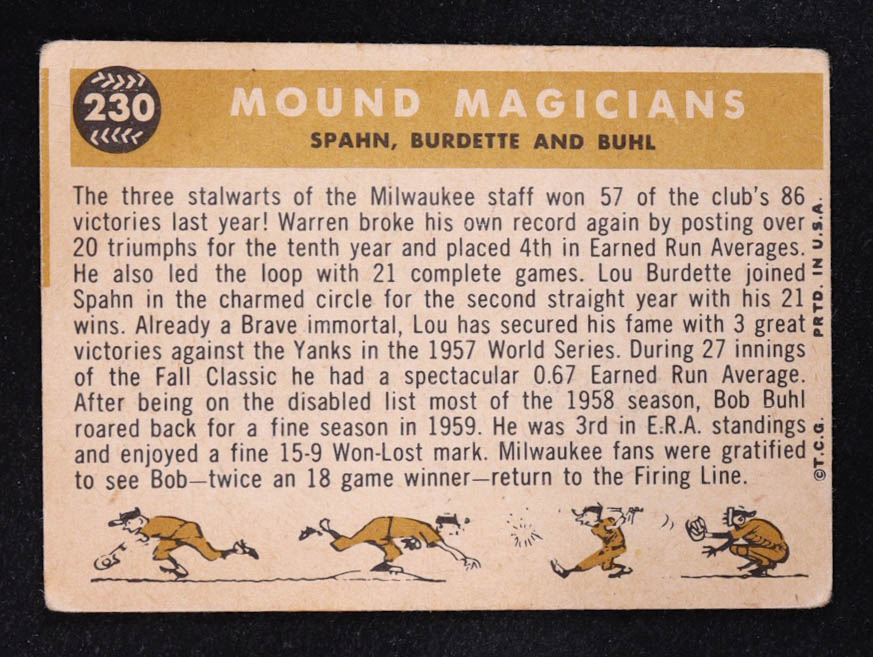 230
MOUND MAGICIANS
SPAHN, BURDETTE AND BUHL
The three stalwarts of the Milwaukee staff won 57 of the club's 86
victories last year! Warren broke his own record again by posting over
20 triumphs for the tenth year and placed 4th in Earned Run Averages.
He also led the loop with 21 complete games. Lou Burdette joined
Spahn in the charmed circle for the second straight year with his 21
wins. Already a Brave immortal, Lou has secured his fame with 3 great
victories against the Yanks in the 1957 World Series. During 27 innings
of the Fall Classic he had a spectacular 0.67 Earned Run Average.
After being on the disabled list most of the 1958 season, Bob Buhl
roared back for a fine season in 1959. He was 3rd in E.R.A. standings
and enjoyed a fine 15-9 Won-Lost mark. Milwaukee fans were gratified
to see Bob—twice an 18 game winner—return to the Firing Line.
©T.C.G. PRTD. IN U.S.A.